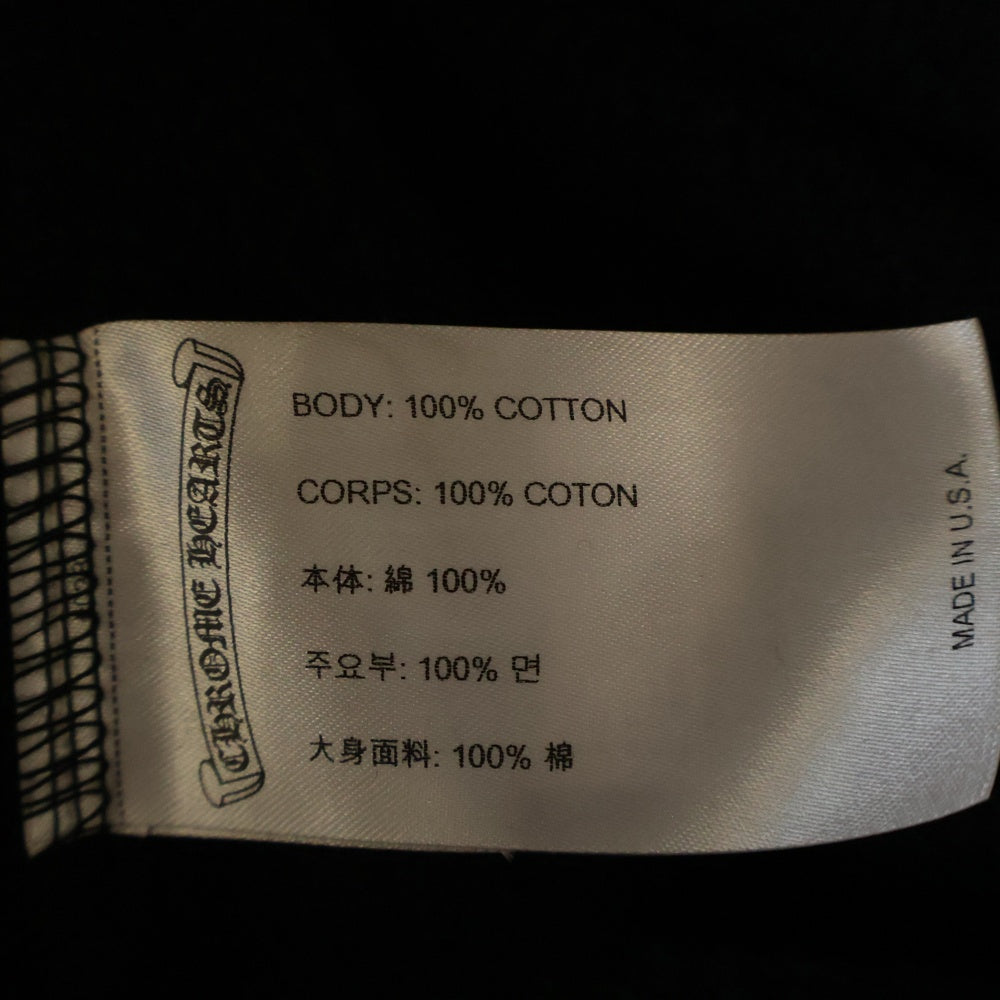 CHROME HEARTS
BODY: 100% COTTON
CORPS: 100% COTON
本体: 綿 100%
주요부: 100% 면
大身面料: 100% 棉
MADE IN U.S.A.